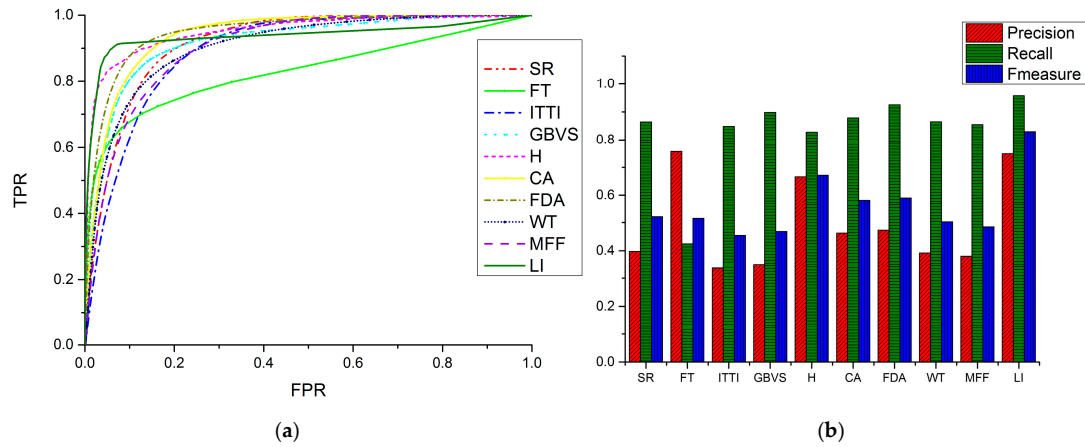 1.0
0.8
0.6
0.4
0.2
0.0
TPR
0.0 0.2 0.4 0.6 0.8 1.0
FPR
SR
FT
ITTI
GBVS
H
CA
FDA
WT
MFF
LI
(a)
Precision
Recall
Fmeasure
1.0
0.8
0.6
0.4
0.2
0.0
SR FT ITTI GBVS H CA FDA WT MFF LI
(b)